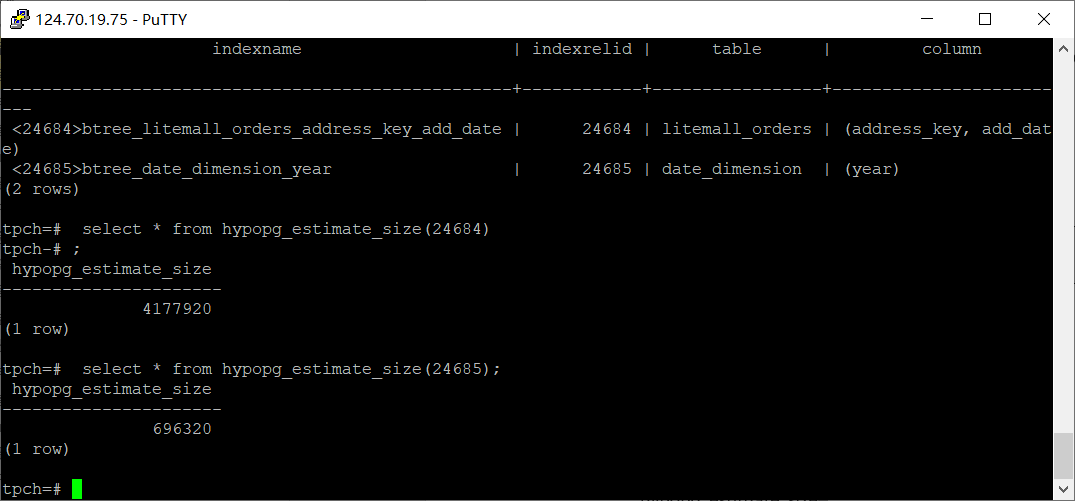 124.70.19.75 - PuTTY
indexname | indexrelid | table | column
--------------------------------------------------+------------+-----------------+----------------------
---
<24684>btree_litemall_orders_address_key_add_date | 24684 | litemall_orders | (address_key, add_dat
e)
<24685>btree_date_dimension_year | 24685 | date_dimension | (year)
(2 rows)
tpch=#  select * from hypopg_estimate_size(24684)
tpch-# ;
hypopg_estimate_size
----------------------
4177920
(1 row)
tpch=#  select * from hypopg_estimate_size(24685);
hypopg_estimate_size
----------------------
696320
(1 row)
tpch=#